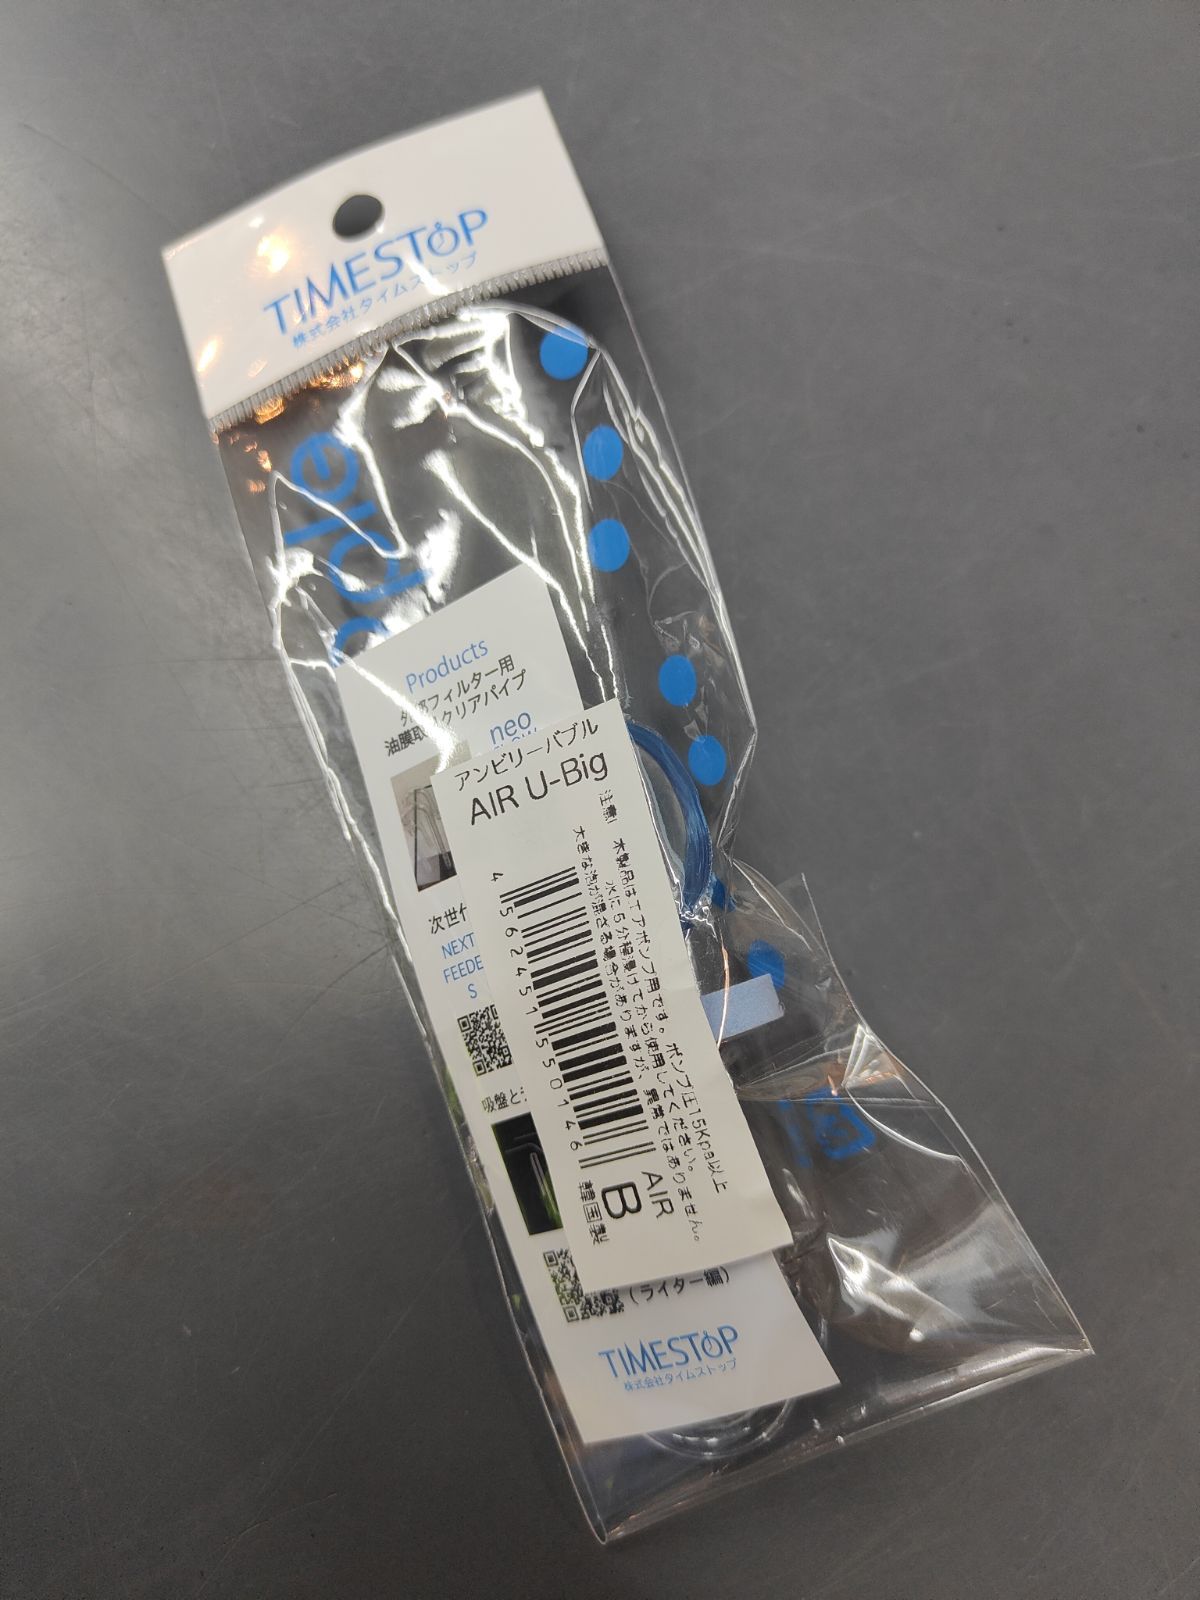 TIMESTOP
株式会社タイムストップ
Products
外部フィルター用
油膜取りクリアパイプ
neo
アンビリーバブル
AIR U-Big
注意! 本製品はエアポンプ用です。ポンプ圧15Kpa以上
水に5分程漬けてから使用してください。
大きな泡が混ざる場合がありますが、異常ではありません。
4562451550146
AIR
B
韓国製
次世代
NEXT
FEEDE
S
吸盤と
(ライター編)
TIMESTOP
株式会社タイムストップ